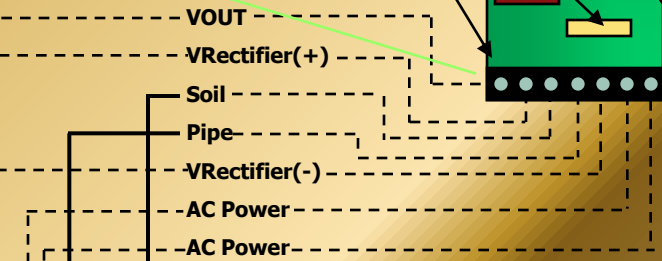 VOUT
VRectifier(+)
Soil
Pipe
VRectifier(-)
AC Power
AC Power